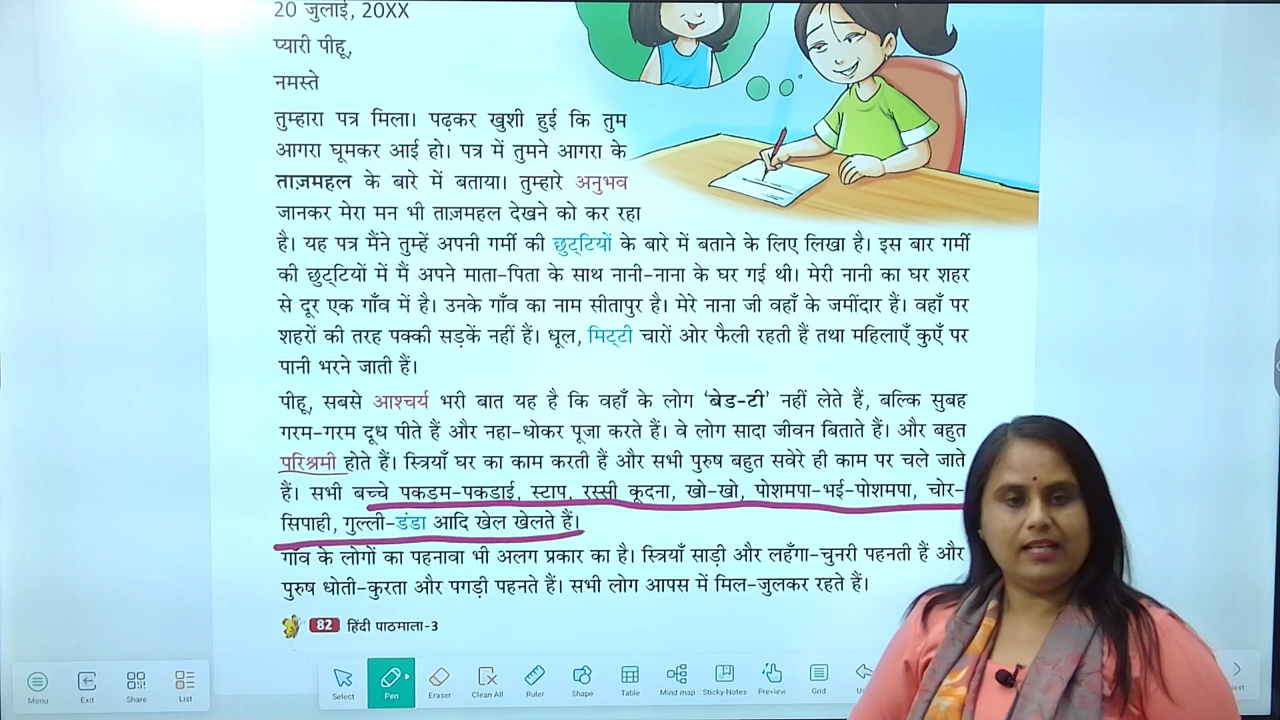 20 जुलाई, 20XX
प्यारी पीहू,
नमस्ते
तुम्हारा पत्र मिला। पढ़कर खुशी हुई कि तुम
आगरा घूमकर आई हो। पत्र में तुमने आगरा के
ताज़महल के बारे में बताया। तुम्हारे अनुभव
जानकर मेरा मन भी ताज़महल देखने को कर रहा
है। यह पत्र मैंने तुम्हें अपनी गर्मी की छुट्टियों के बारे में बताने के लिए लिखा है। इस बार गर्मी
की छुट्टियों में मैं अपने माता-पिता के साथ नानी-नाना के घर गई थी। मेरी नानी का घर शहर
से दूर एक गाँव में है। उनके गाँव का नाम सीतापुर है। मेरे नाना जी वहाँ के जमींदार हैं। वहाँ पर
शहरों की तरह पक्की सड़कें नहीं हैं। धूल, मिट्टी चारों ओर फैली रहती हैं तथा महिलाएँ कुएँ पर
पानी भरने जाती हैं।
पीहू, सबसे आश्चर्य भरी बात यह है कि वहाँ के लोग ‘बेड-टी’ नहीं लेते हैं, बल्कि सुबह
गरम-गरम दूध पीते हैं और नहा-धोकर पूजा करते हैं। वे लोग सादा जीवन बिताते हैं। और बहुत
परिश्रमी होते हैं। स्त्रियाँ घर का काम करती हैं और सभी पुरुष बहुत सवेरे ही काम पर चले जाते
हैं। सभी बच्चे पकडम-पकडाई, स्टाप, रस्सी कूदना, खो-खो, पोशमपा-भई-पोशमपा, चोर-
सिपाही, गुल्ली-डंडा आदि खेल खेलते हैं।
गाँव के लोगों का पहनावा भी अलग प्रकार का है। स्त्रियाँ साड़ी और लहँगा-चुनरी पहनती हैं और
पुरुष धोती-कुरता और पगड़ी पहनते हैं। सभी लोग आपस में मिल-जुलकर रहते हैं।
82 हिंदी पाठमाला-3
Menu Exit Share List Select Pen Eraser Clean All Ruler Shape Table Mind map Sticky Notes Preview Grid